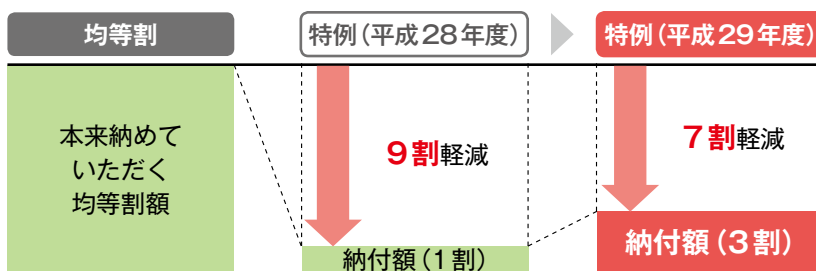 均等割
特例(平成28年度)
特例(平成29年度)
本来納めて
いただく
均等割額
9割軽減
7割軽減
納付額(1割)
納付額(3割)